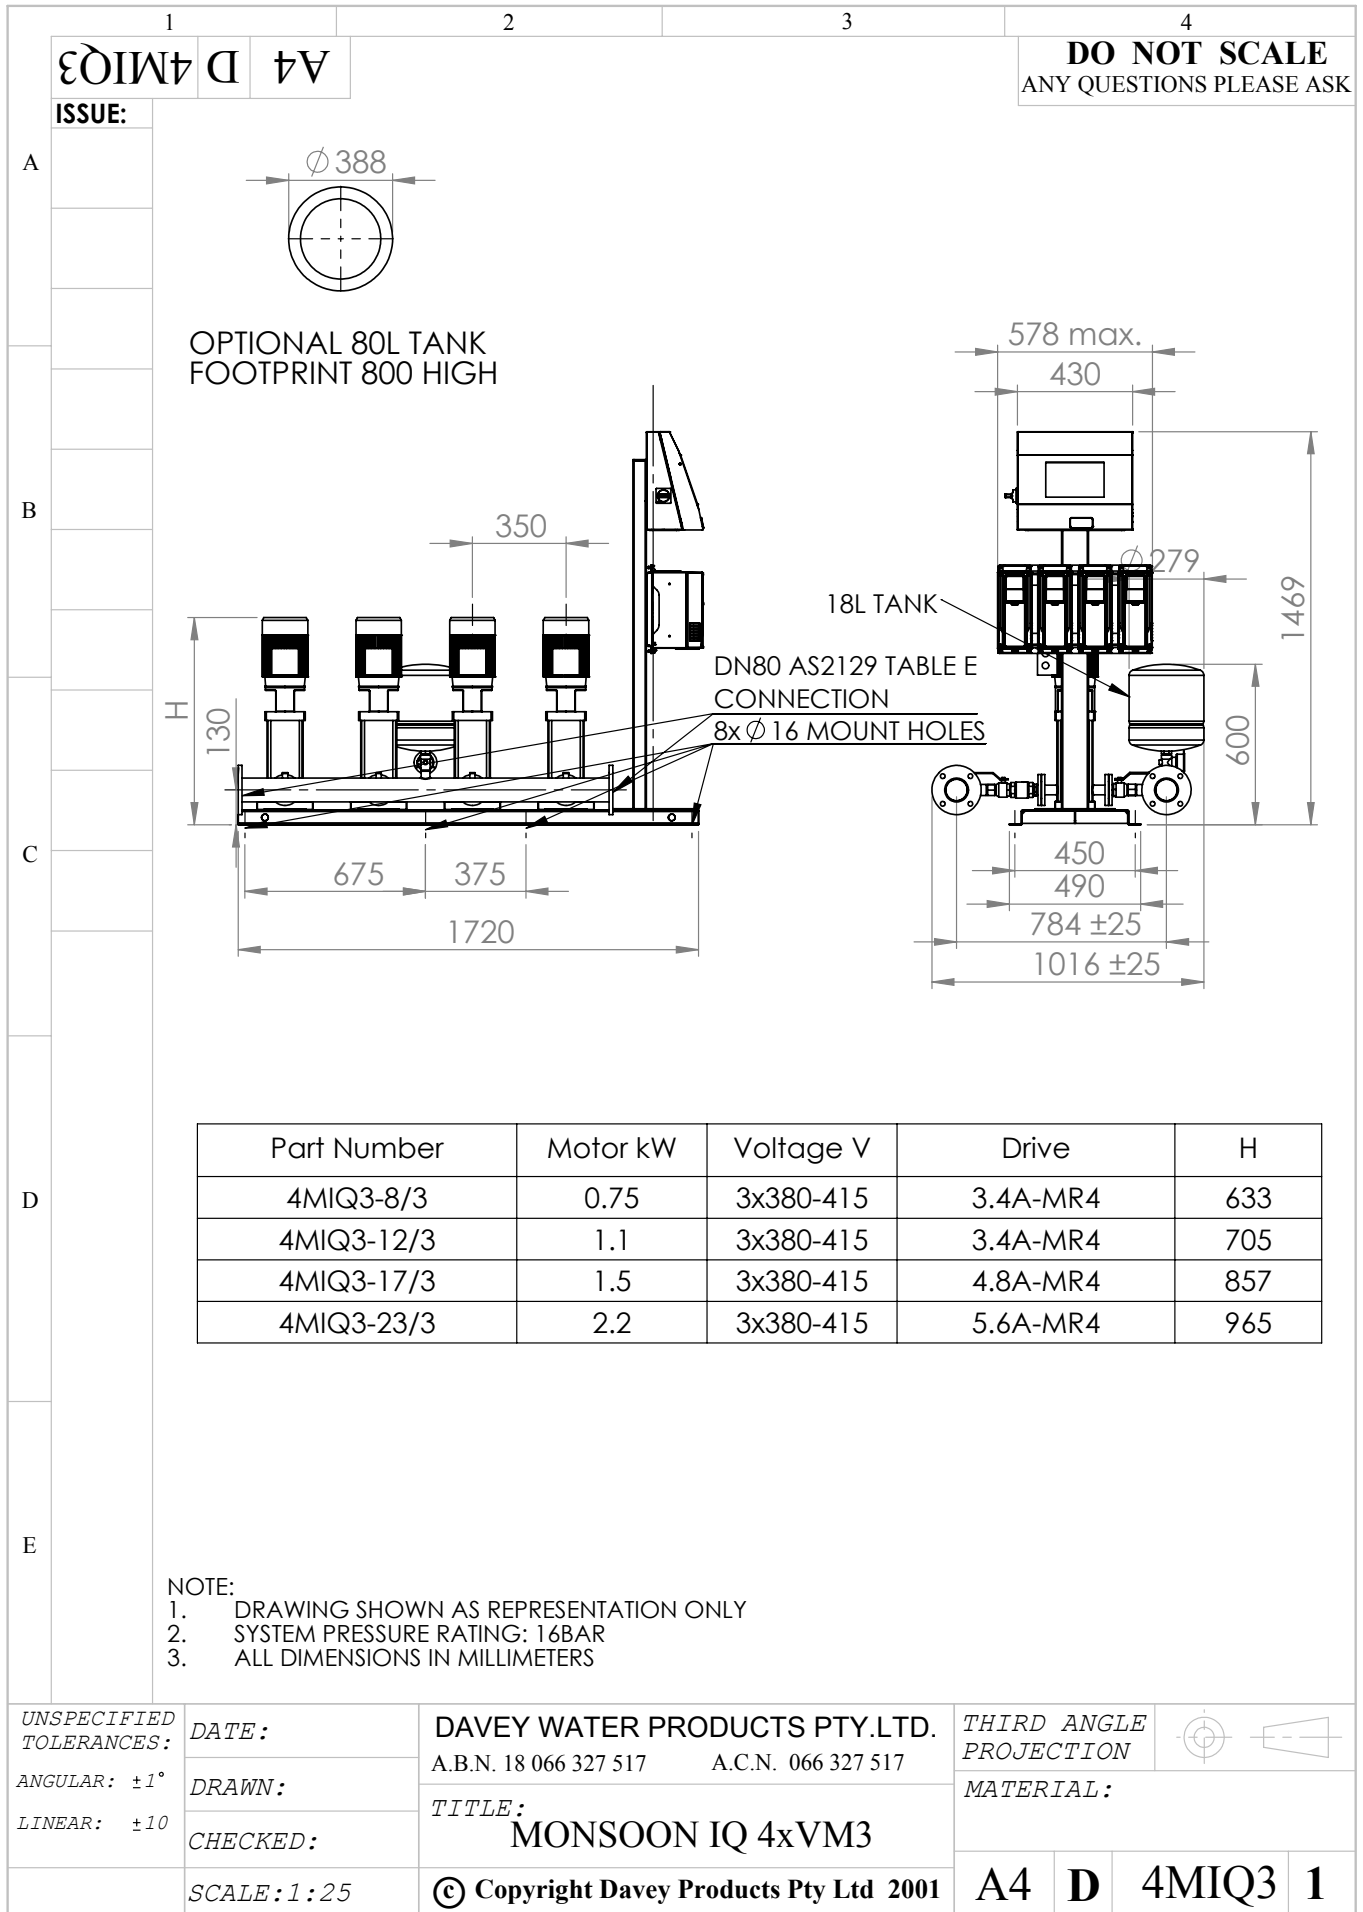 1 2 3 4
4MIQ3 D A4
DO NOT SCALE
ANY QUESTIONS PLEASE ASK
ISSUE:
A
B
C
D
E
∅388
OPTIONAL 80L TANK
FOOTPRINT 800 HIGH
578 max.
430
350
∅279
1469
18L TANK
600
DN80 AS2129 TABLE E
CONNECTION
8x ∅16 MOUNT HOLES
H
130
675 375
1720
450
490
784 ±25
1016 ±25
Part Number Motor kW Voltage V Drive H
4MIQ3-8/3 0.75 3x380-415 3.4A-MR4 633
4MIQ3-12/3 1.1 3x380-415 3.4A-MR4 705
4MIQ3-17/3 1.5 3x380-415 4.8A-MR4 857
4MIQ3-23/3 2.2 3x380-415 5.6A-MR4 965
NOTE:
1. DRAWING SHOWN AS REPRESENTATION ONLY
2. SYSTEM PRESSURE RATING: 16BAR
3. ALL DIMENSIONS IN MILLIMETERS
UNSPECIFIED
TOLERANCES:
ANGULAR: ±1°
LINEAR: ±10
DATE:
DRAWN:
CHECKED:
SCALE:1:25
DAVEY WATER PRODUCTS PTY.LTD.
A.B.N. 18 066 327 517 A.C.N. 066 327 517
TITLE:
MONSOON IQ 4xVM3
© Copyright Davey Products Pty Ltd 2001
THIRD ANGLE
PROJECTION
MATERIAL:
A4 D 4MIQ3 1